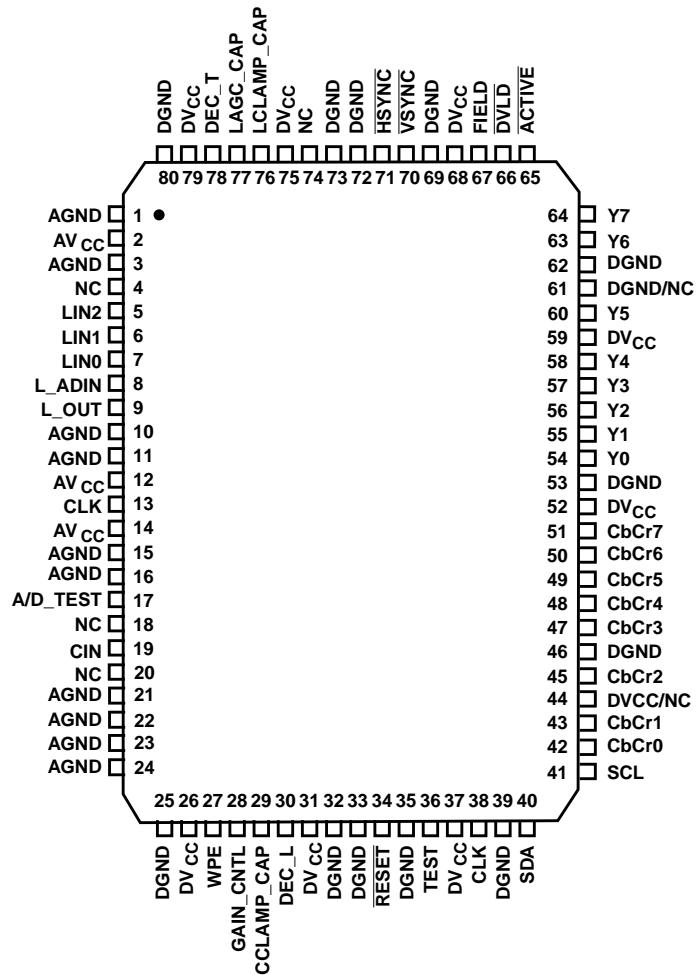 DGND DVCC DEC_T LAGC_CAP LCLAMP_CAP DVCC NC DGND DGND HSYNC VSYNC DGND DVCC FIELD DVLD ACTIVE
80 79 78 77 76 75 74 73 72 71 70 69 68 67 66 65
AGND 1 64 Y7
AVCC 2 63 Y6
AGND 3 62 DGND
NC 4 61 DGND/NC
LIN2 5 60 Y5
LIN1 6 59 DVCC
LIN0 7 58 Y4
L_ADIN 8 57 Y3
L_OUT 9 56 Y2
AGND 10 55 Y1
AGND 11 54 Y0
AVCC 12 53 DGND
CLK 13 52 DVCC
AVCC 14 51 CbCr7
AGND 15 50 CbCr6
AGND 16 49 CbCr5
A/D_TEST 17 48 CbCr4
NC 18 47 CbCr3
CIN 19 46 DGND
NC 20 45 CbCr2
AGND 21 44 DVCC/NC
AGND 22 43 CbCr1
AGND 23 42 CbCr0
AGND 24 41 SCL
25 26 27 28 29 30 31 32 33 34 35 36 37 38 39 40
DGND DVCC WPE GAIN_CNTL CCLAMP_CAP DEC_L DVCC DGND DGND RESET DGND TEST DVCC CLK DGND SDA